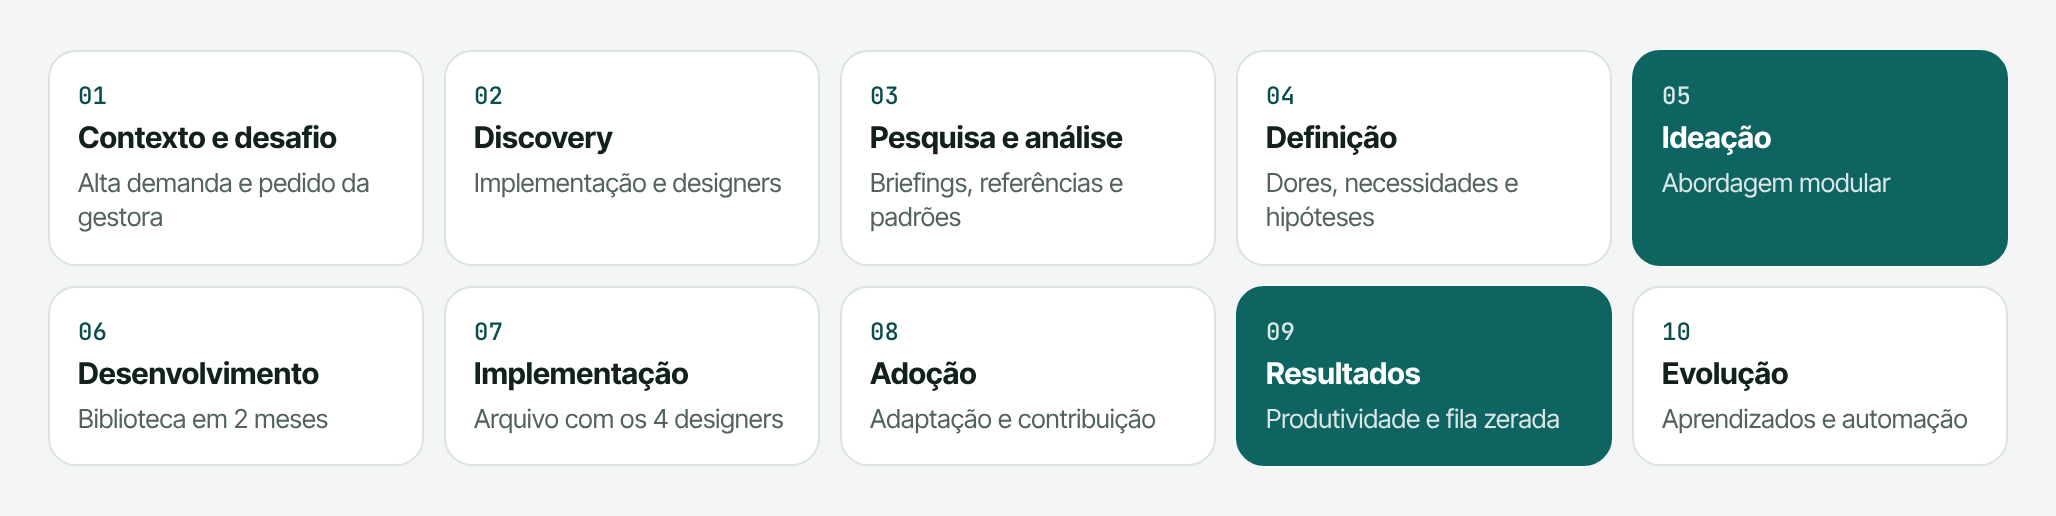 01
Contexto e desafio
Alta demanda e pedido da
gestora
02
Discovery
Implementação e designers
03
Pesquisa e análise
Briefings, referências e
padrões
04
Definição
Dores, necessidades e
hipóteses
05
Ideação
Abordagem modular
06
Desenvolvimento
Biblioteca em 2 meses
07
Implementação
Arquivo com os 4 designers
08
Adoção
Adaptação e contribuição
09
Resultados
Produtividade e fila zerada
10
Evolução
Aprendizados e automação